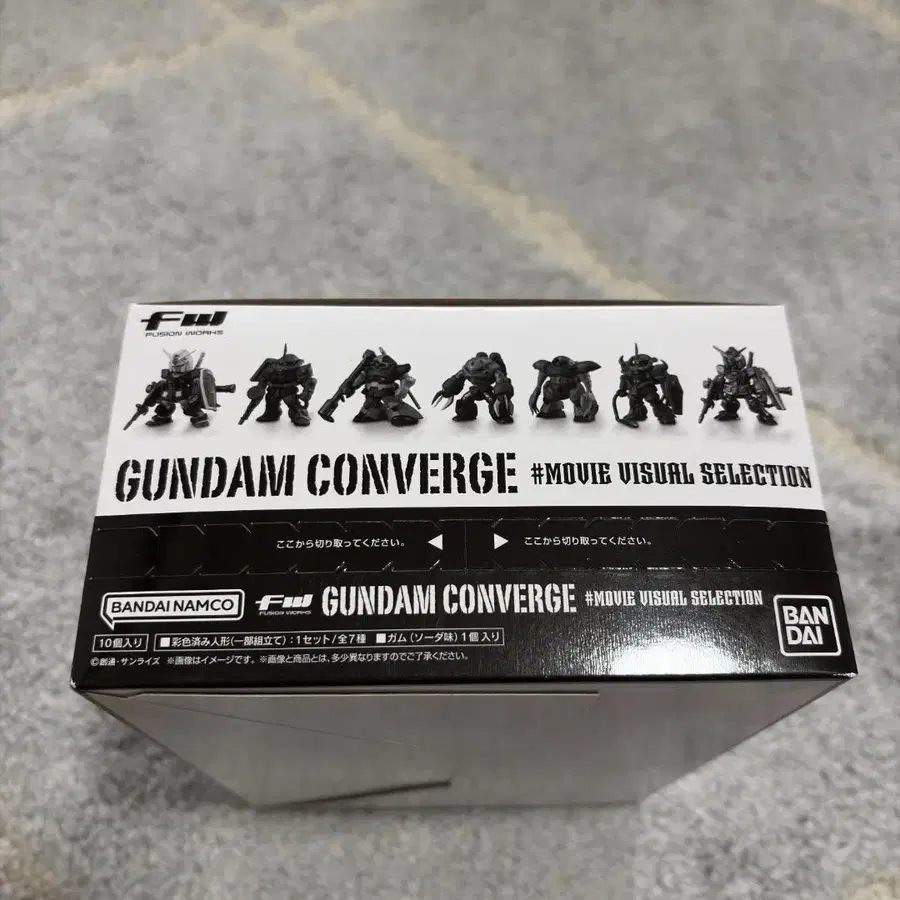 FW
FUSION WORKS
GUNDAM CONVERGE #MOVIE VISUAL SELECTION
ここから切り取ってください。 ◀ ▶ ここから切り取ってください。
BANDAI NAMCO FW FUSION WORKS GUNDAM CONVERGE #MOVIE VISUAL SELECTION
BAN
DAI
10個入り ■彩色済み人形(一部組立て):1セット/全7種 ■ガム(ソーダ味)1個入り
©創通・サンライズ ※画像はイメージです。※画像と商品とは、多少異なりますのでご了承ください。